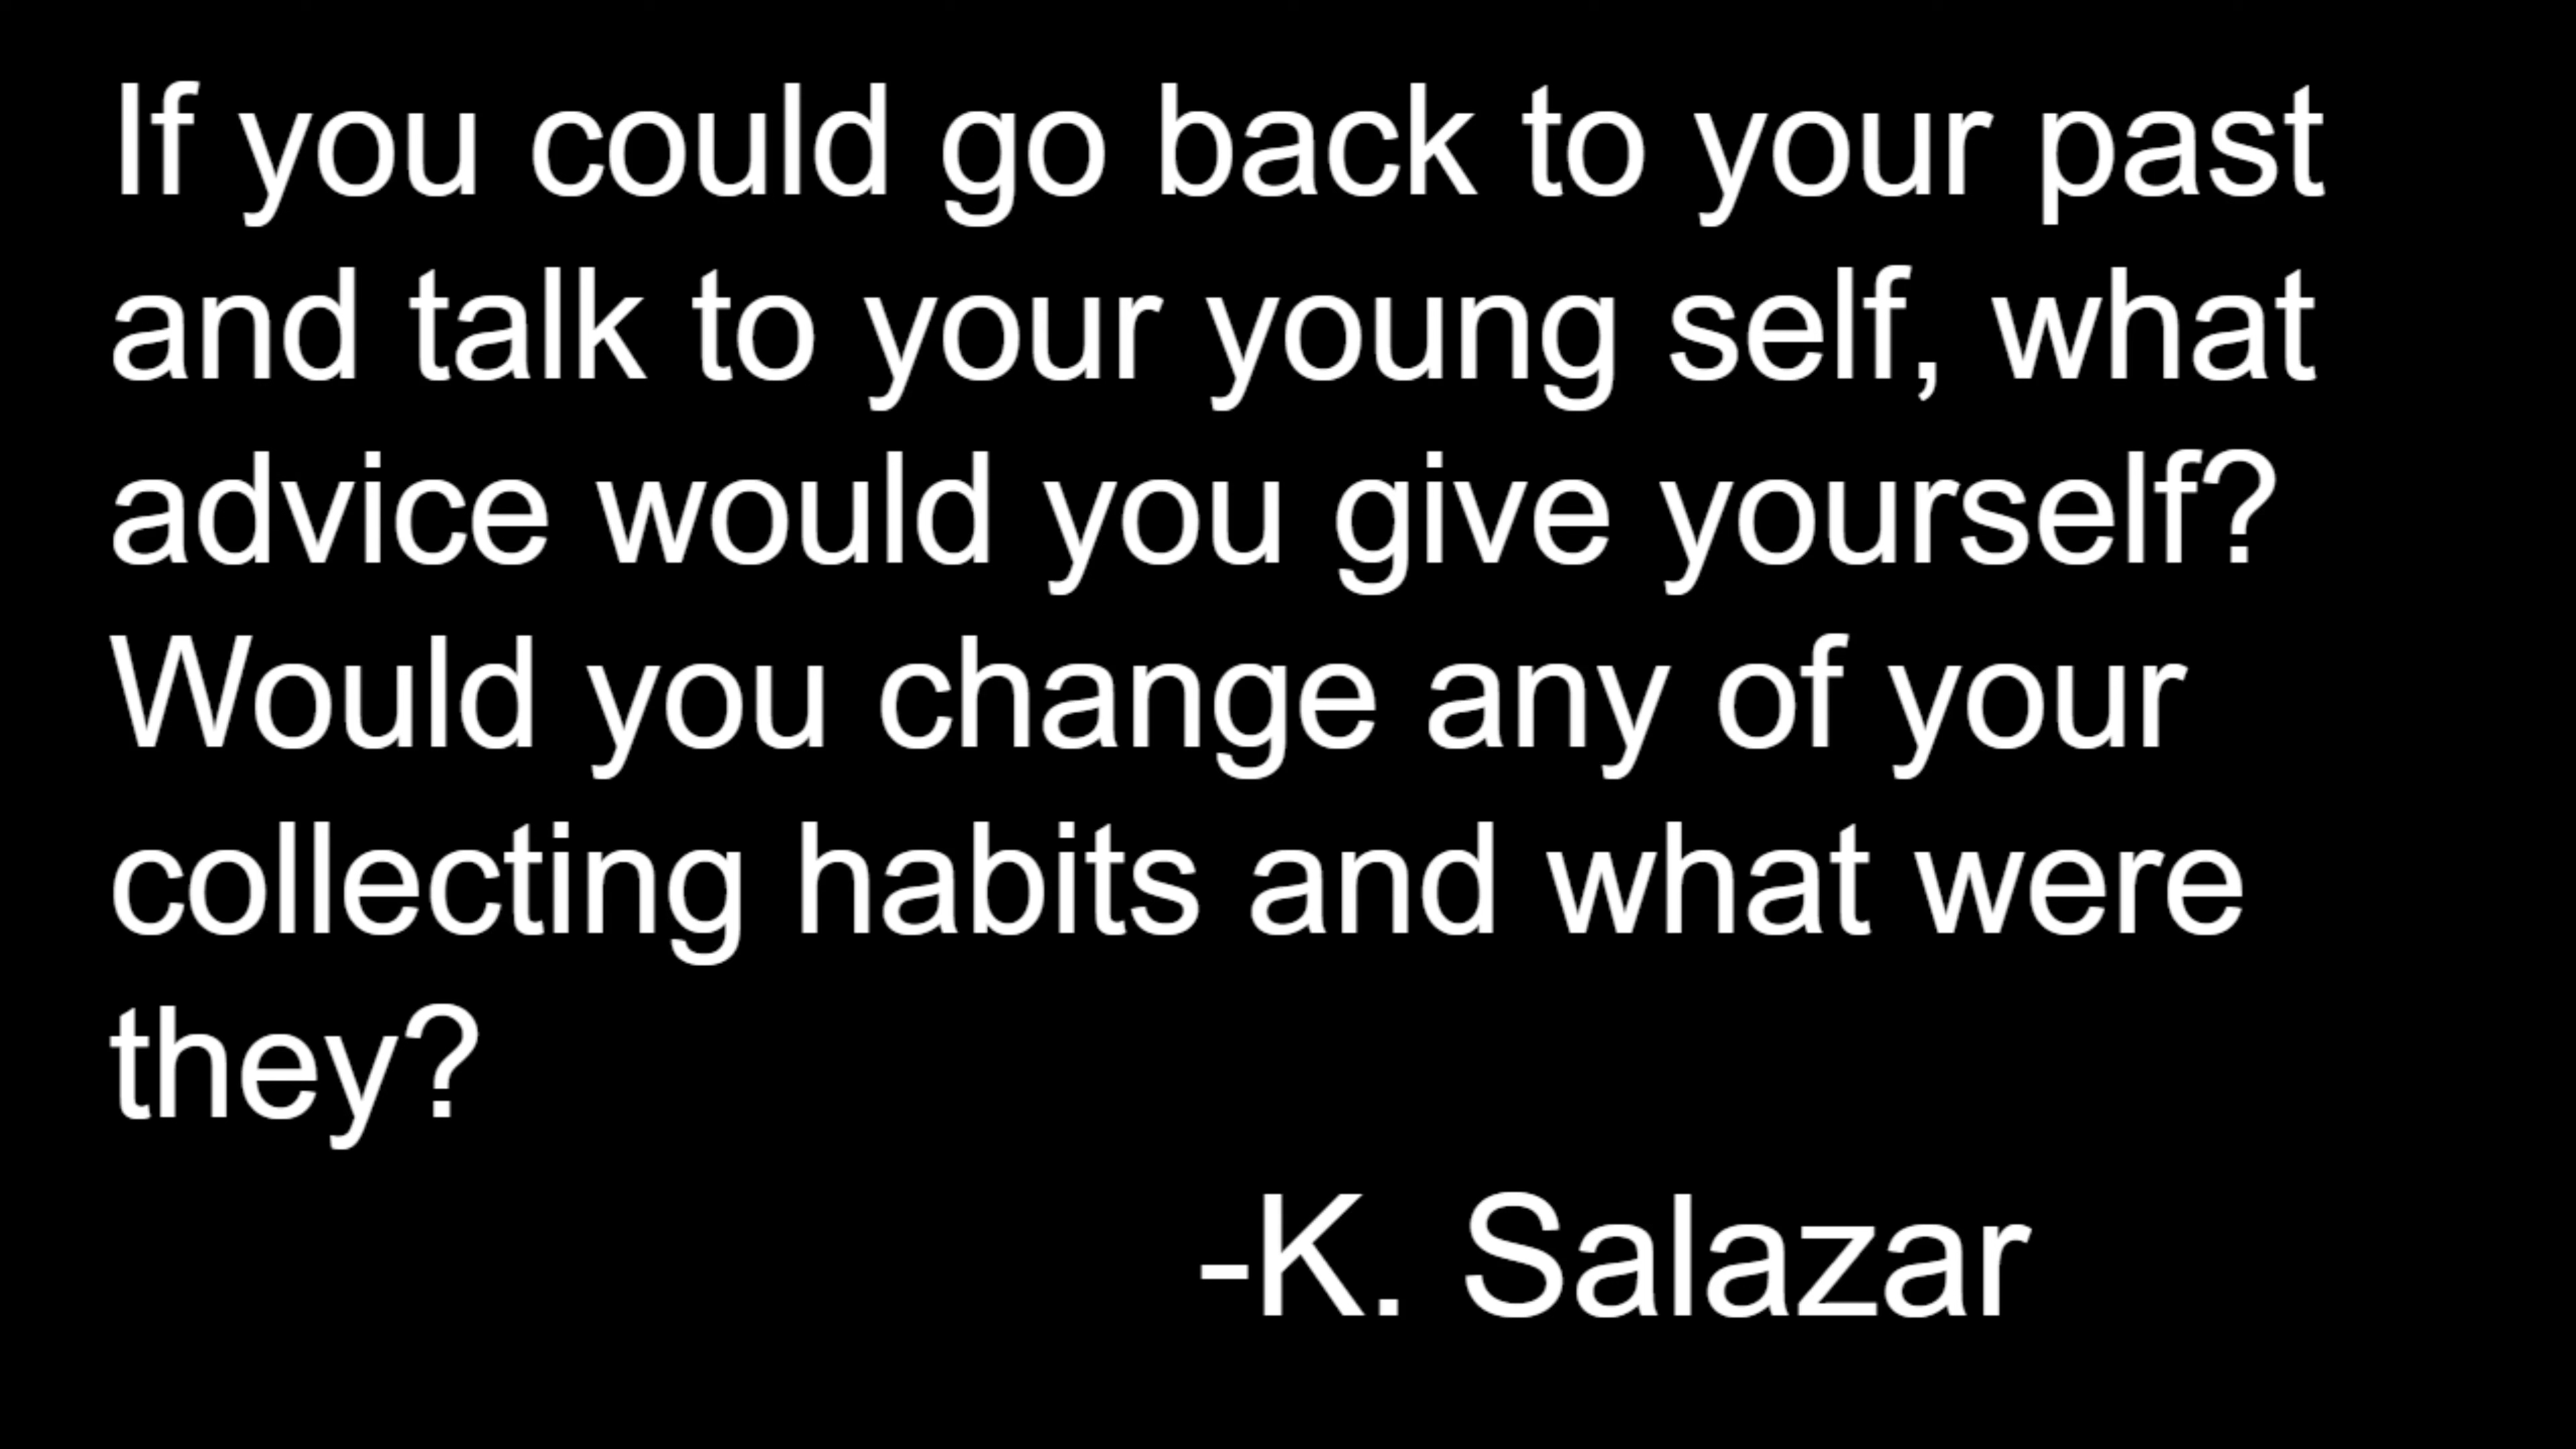 If you could go back to your past
and talk to your young self, what
advice would you give yourself?
Would you change any of your
collecting habits and what were
they?
-K. Salazar